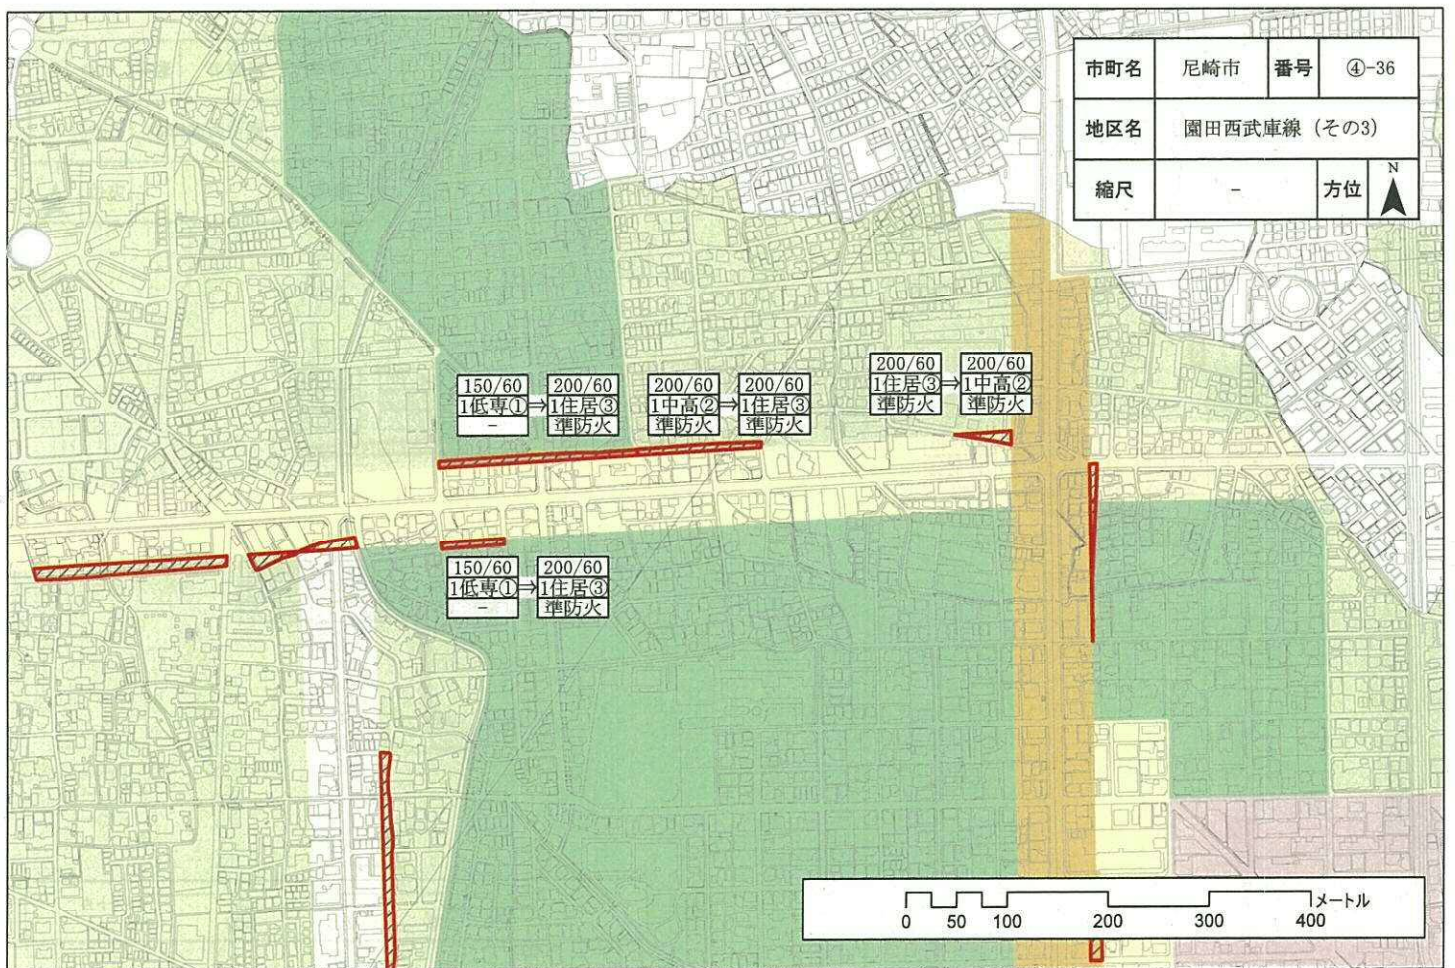 市町名 尼崎市 番号 ④-36
地区名 園田西武庫線 (その3)
縮尺 - 方位 N
150/60 200/60
1低専① ⇒ 1住居③
- 準防火
200/60 200/60
1中高② ⇒ 1住居③
準防火 準防火
200/60 200/60
1住居③ ⇒ 1中高②
準防火 準防火
150/60 200/60
1低専① ⇒ 1住居③
- 準防火
メートル
0 50 100 200 300 400